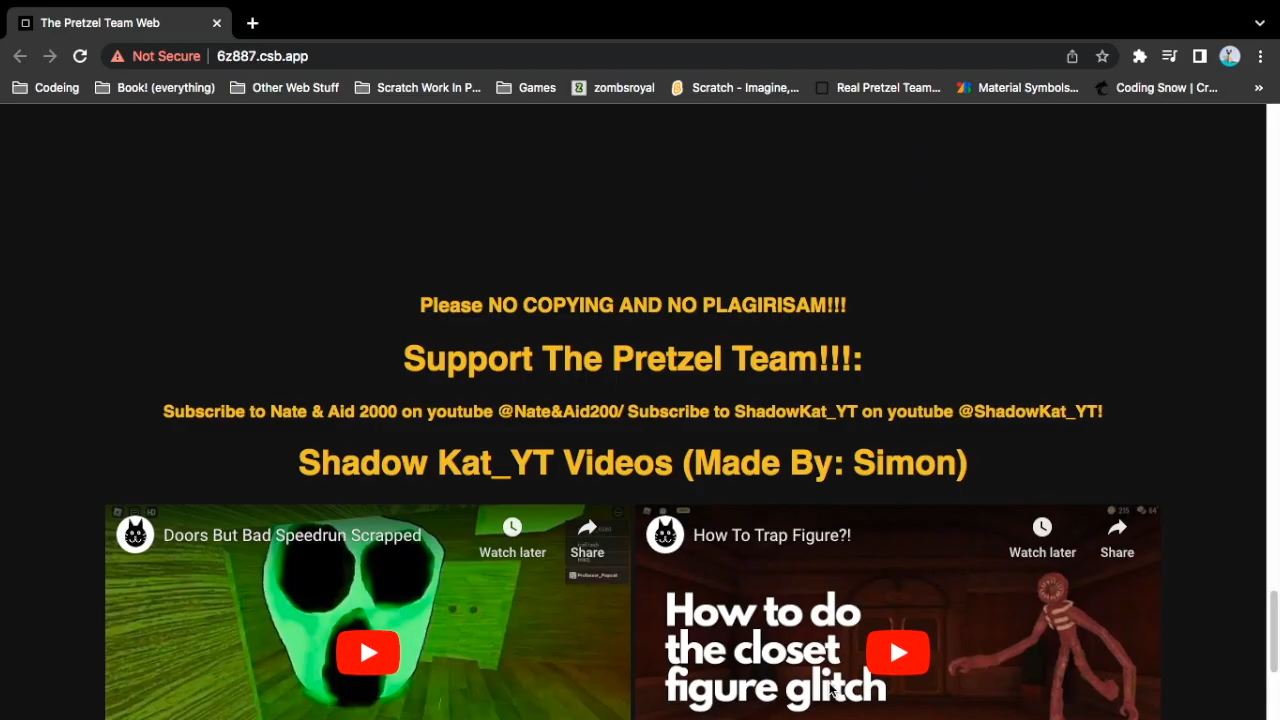 The Pretzel Team Web
Not Secure
6z887.csb.app
Codeing
Book! (everything)
Other Web Stuff
Scratch Work In P...
Games
zombsroyal
Scratch - Imagine,...
Real Pretzel Team...
Material Symbols...
Coding Snow | Cr...
»
Please NO COPYING AND NO PLAGIRISAM!!!
Support The Pretzel Team!!!:
Subscribe to Nate & Aid 2000 on youtube @Nate&Aid200/ Subscribe to ShadowKat_YT on youtube @ShadowKat_YT!
Shadow Kat_YT Videos (Made By: Simon)
Doors But Bad Speedrun Scrapped
Watch later
Share
Professor_Popcat
How To Trap Figure?!
Watch later
Share
How to do
the closet
figure glitch